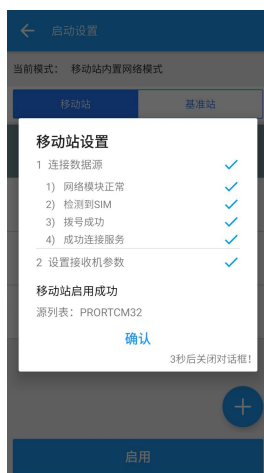 启动设置
当前模式： 移动站内置网络模式
移动站 基准站
移动站设置
1 连接数据源
1) 网络模块正常
2) 检测到SIM
3) 拨号成功
4) 成功连接服务
2 设置接收机参数
移动站启用成功
源列表：PRORTCM32
确认
3秒后关闭对话框!
启用